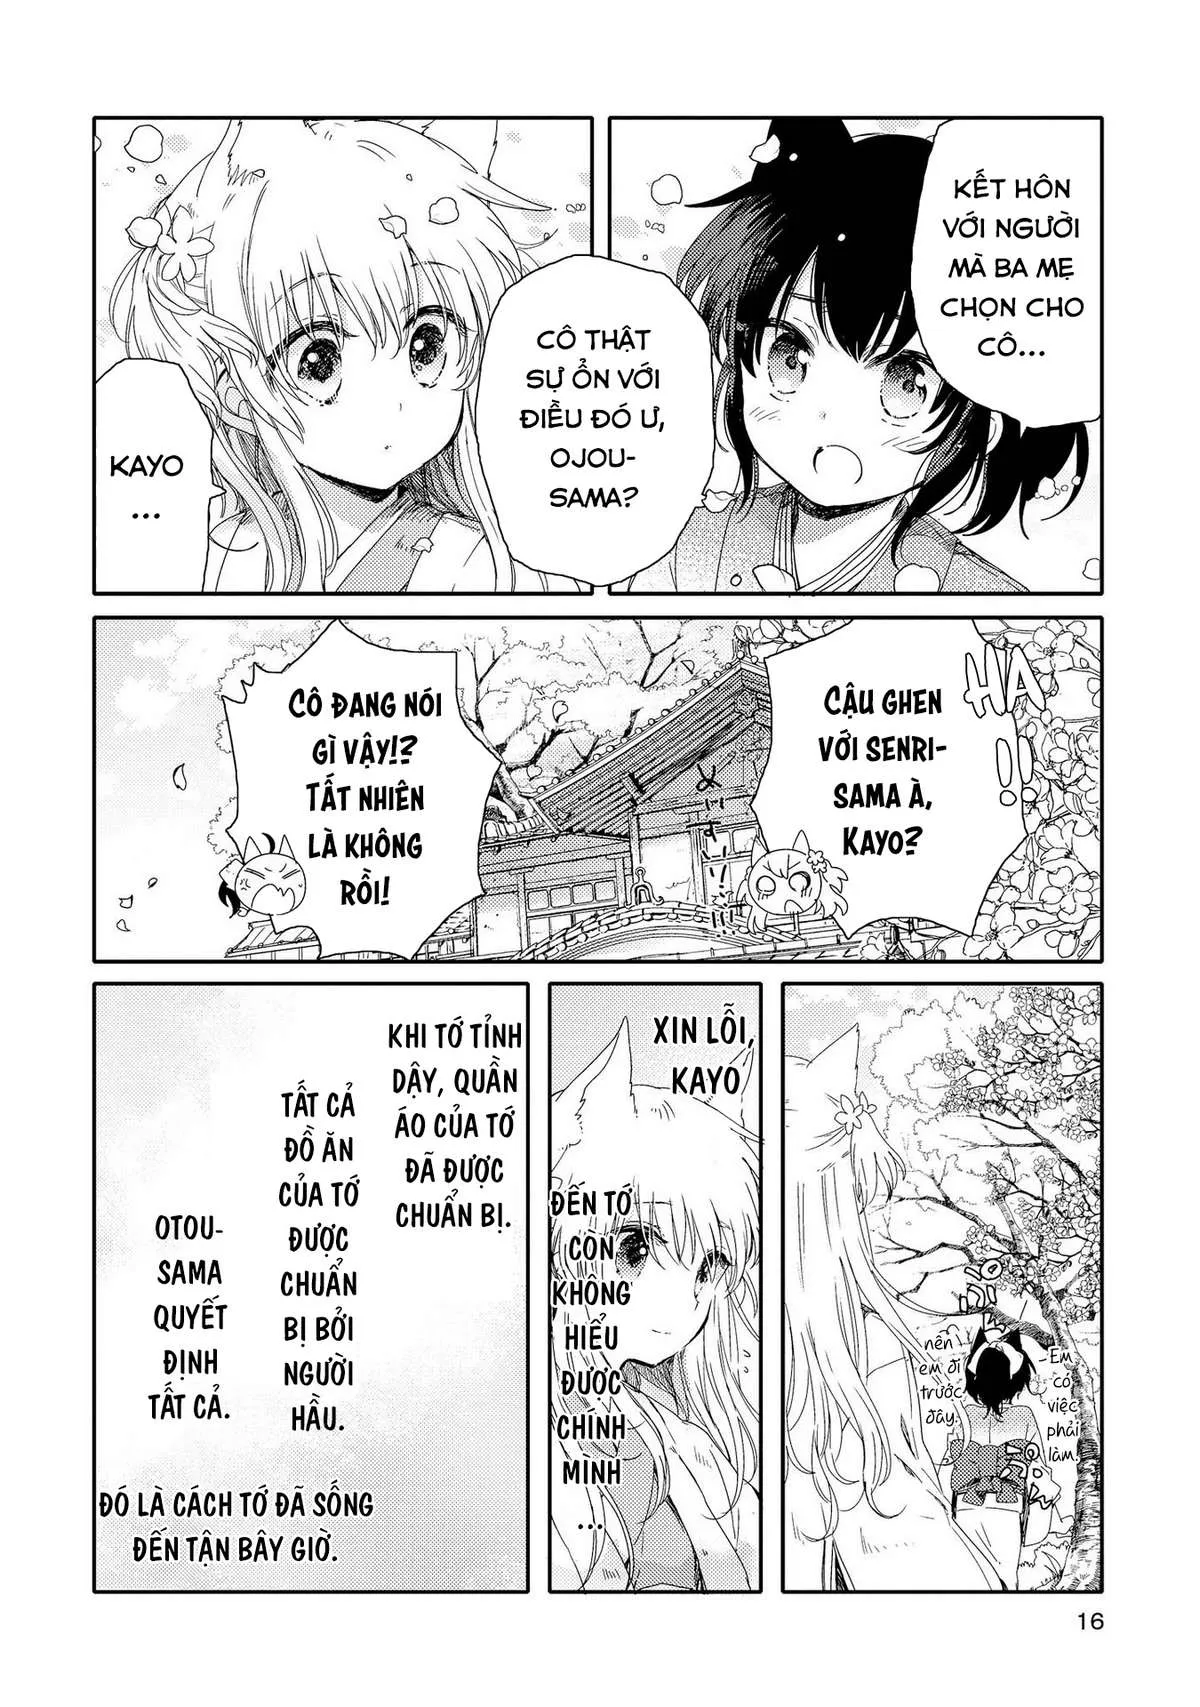 KẾT HÔN
VỚI NGƯỜI
MÀ BA MẸ
CHỌN CHO
CÔ...
CÔ THẬT
SỰ ỔN VỚI
ĐIỀU ĐÓ Ư,
OJOU-
SAMA?
KAYO
...
HA
!!
CẬU GHEN
VỚI SENRI-
SAMA À,
KAYO?
CÔ ĐANG NÓI
GÌ VẬY!?
TẤT NHIÊN
LÀ KHÔNG
RỒI!
Em
có
việc
phải
làm
nên
em đi
trước
đây.
XIN LỖI,
KAYO
ĐẾN TỚ
CÒN
KHÔNG
HIỂU
ĐƯỢC
CHÍNH
MÌNH
...
KHI TỚ TỈNH
DẬY, QUẦN
ÁO CỦA TỚ
ĐÃ ĐƯỢC
CHUẨN BỊ.
TẤT CẢ
ĐỒ ĂN
CỦA TỚ
ĐƯỢC
CHUẨN
BỊ BỞI
NGƯỜI
HẦU.
OTOU-
SAMA
QUYẾT
ĐỊNH
TẤT CẢ.
ĐÓ LÀ CÁCH TỚ ĐÃ SỐNG
ĐẾN TẬN BÂY GIỜ.
16